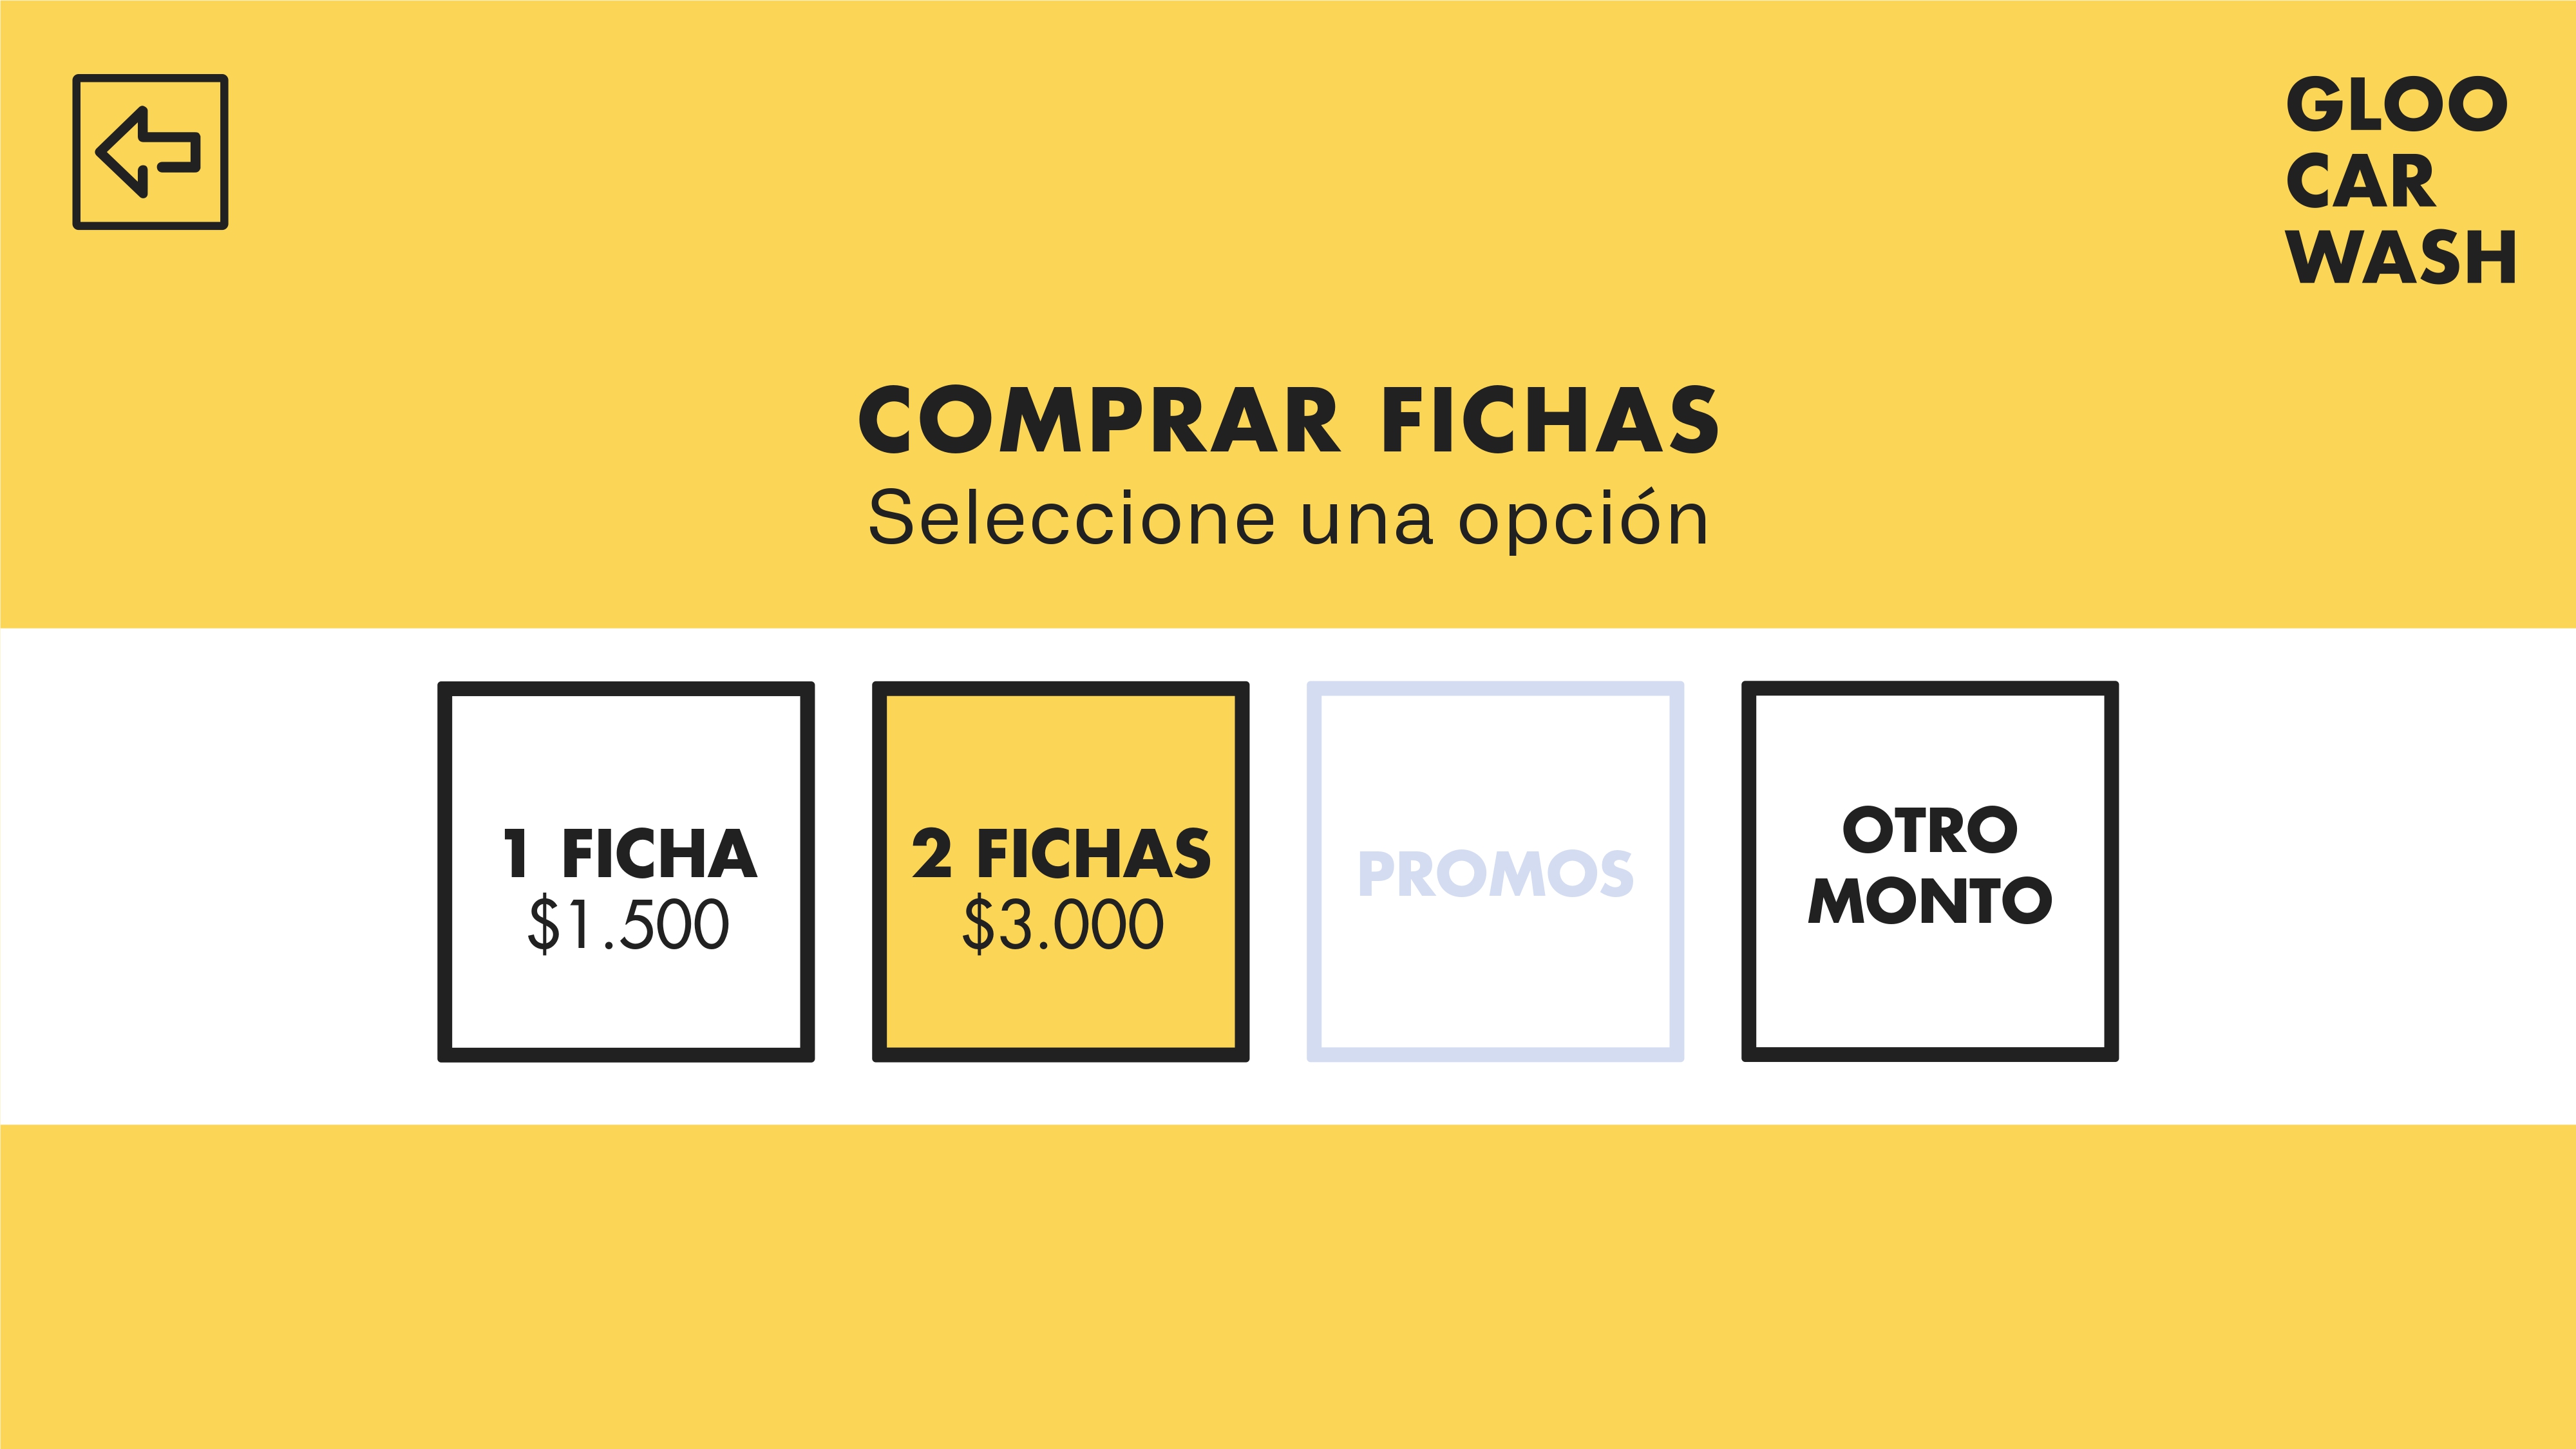 GLOO
CAR
WASH
COMPRAR FICHAS
Seleccione una opción
1 FICHA
$1.500
2 FICHAS
$3.000
PROMOS
OTRO
MONTO